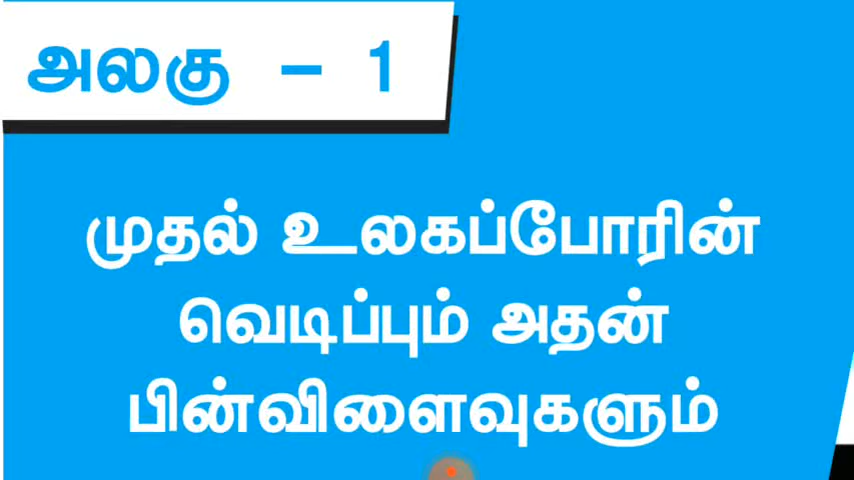 அலகு – 1
முதல் உலகப்போரின்
வெடிப்பும் அதன்
பின்விளைவுகளும்